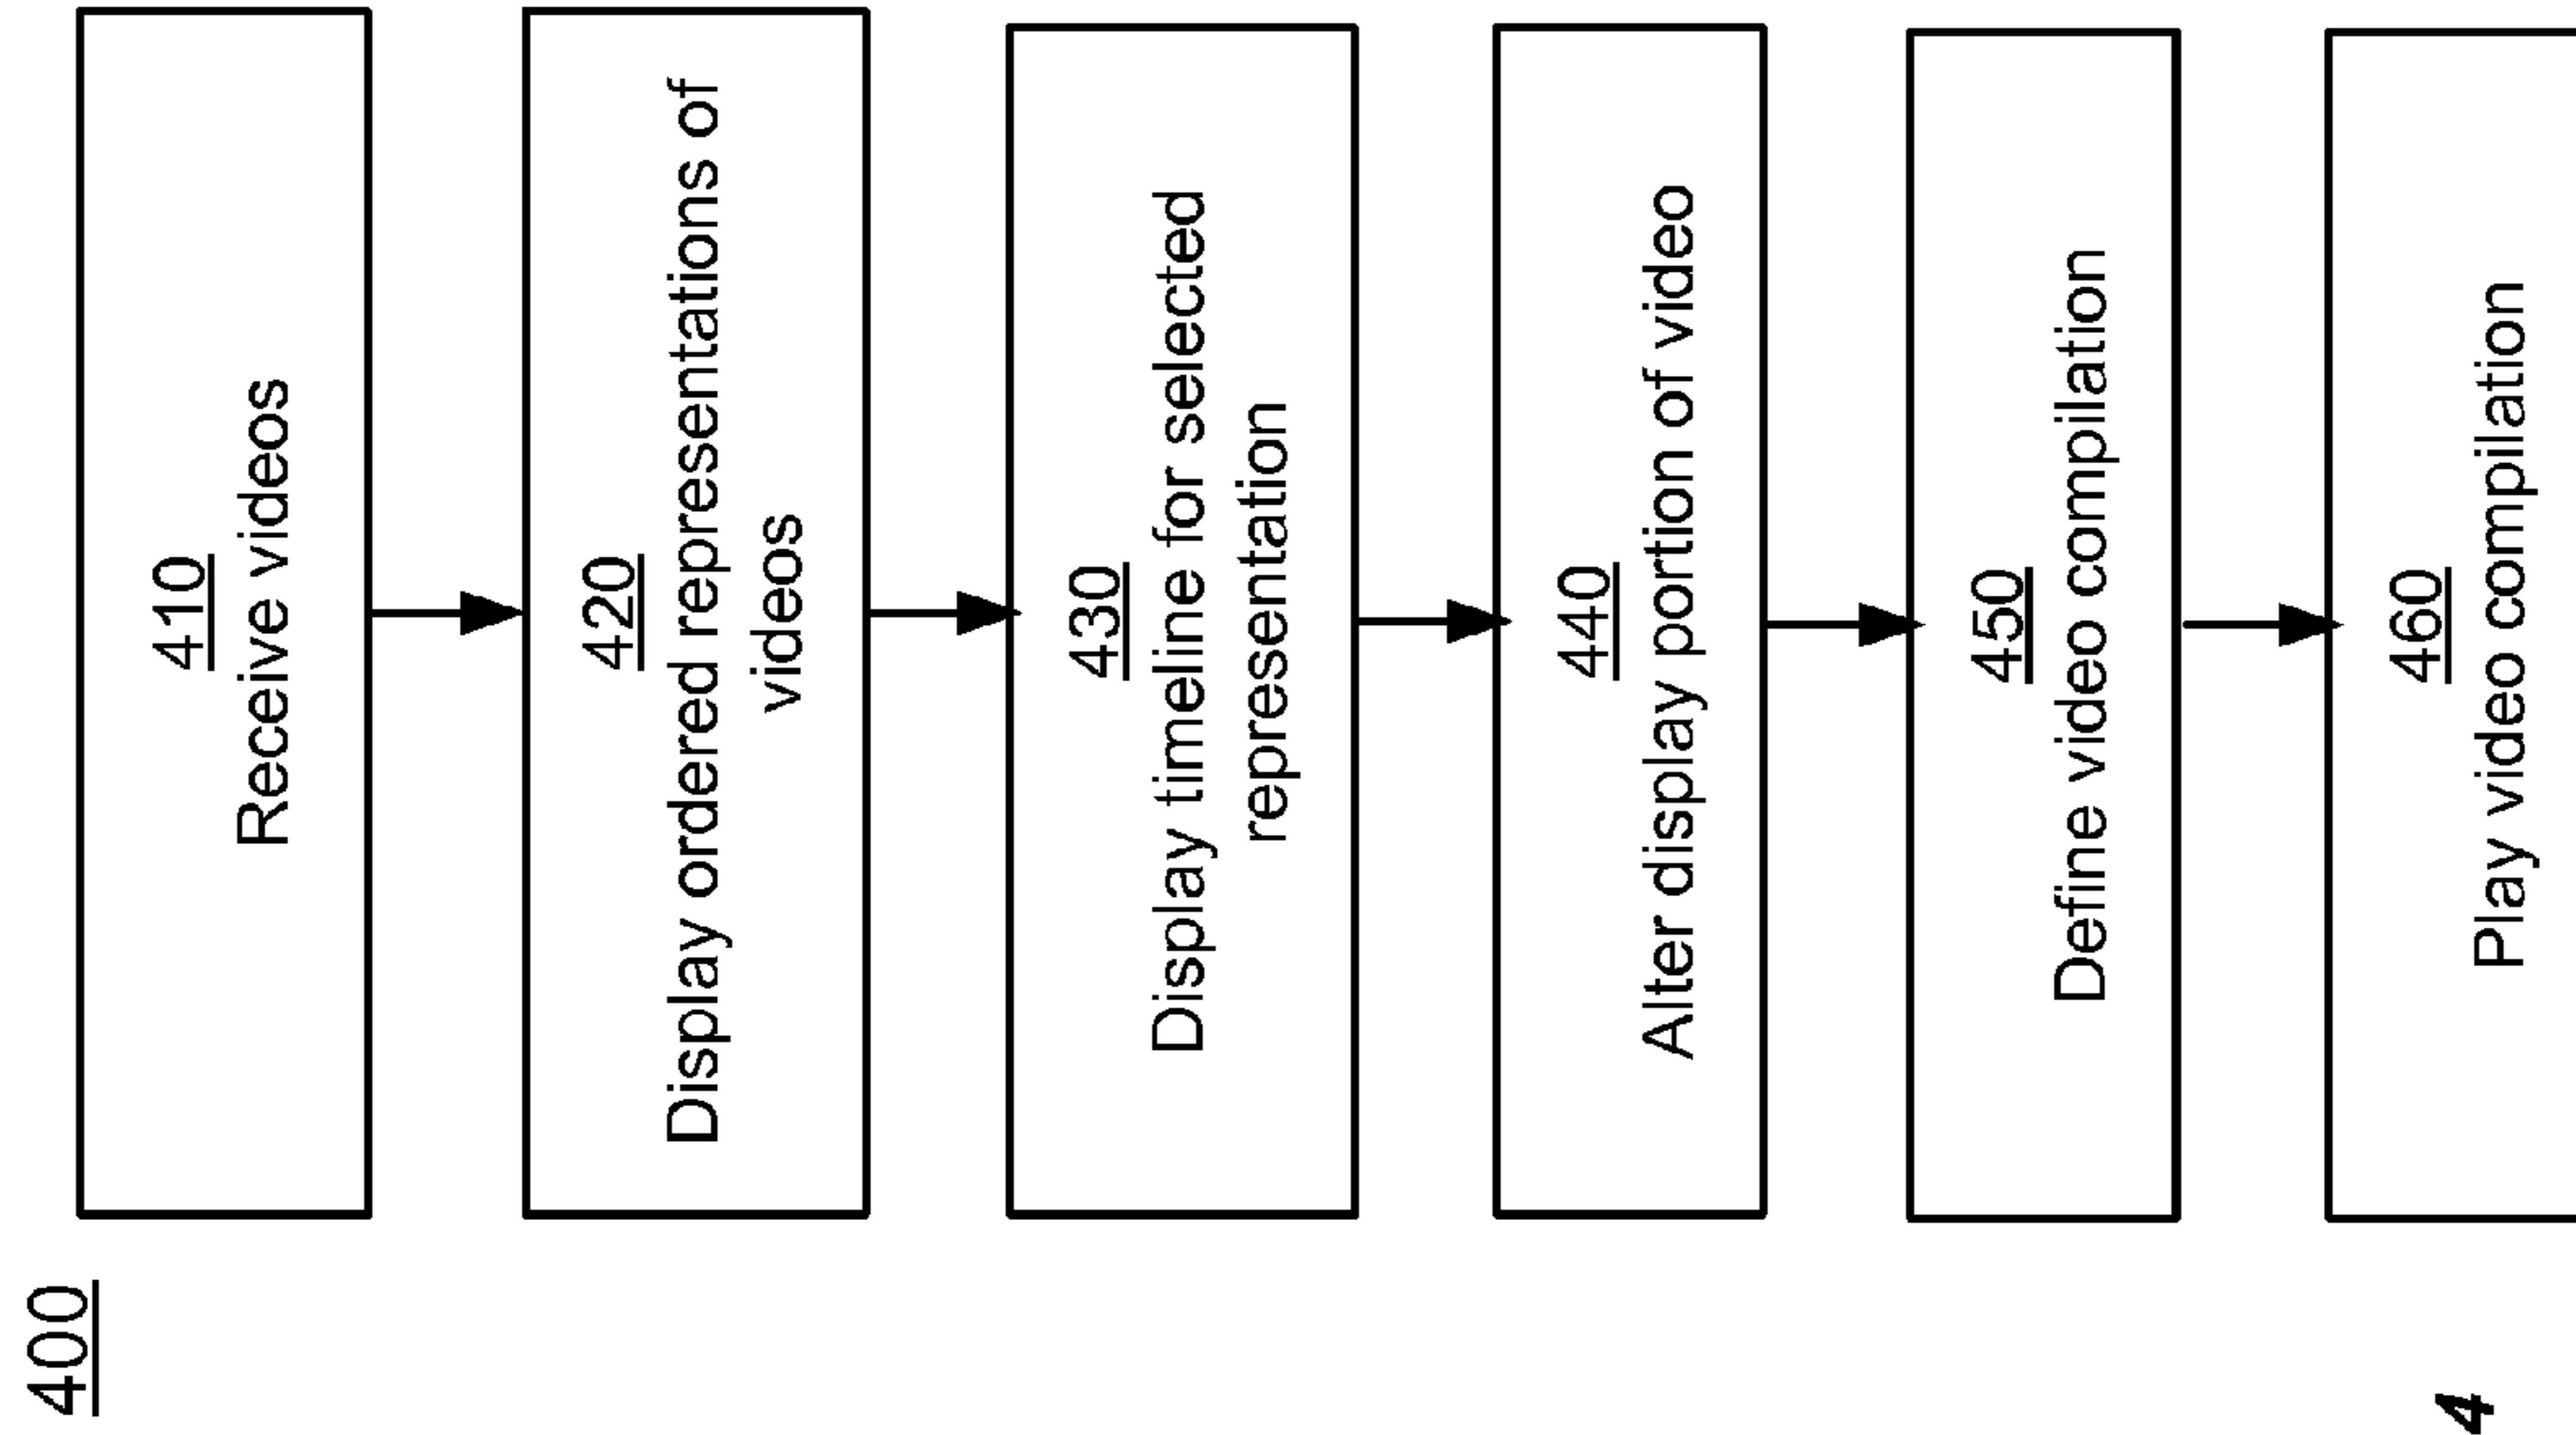 400
410
Receive videos
420
Display ordered representations of
videos
430
Display timeline for selected
representation
440
Alter display portion of video
450
Define video compilation
460
Play video compilation
4